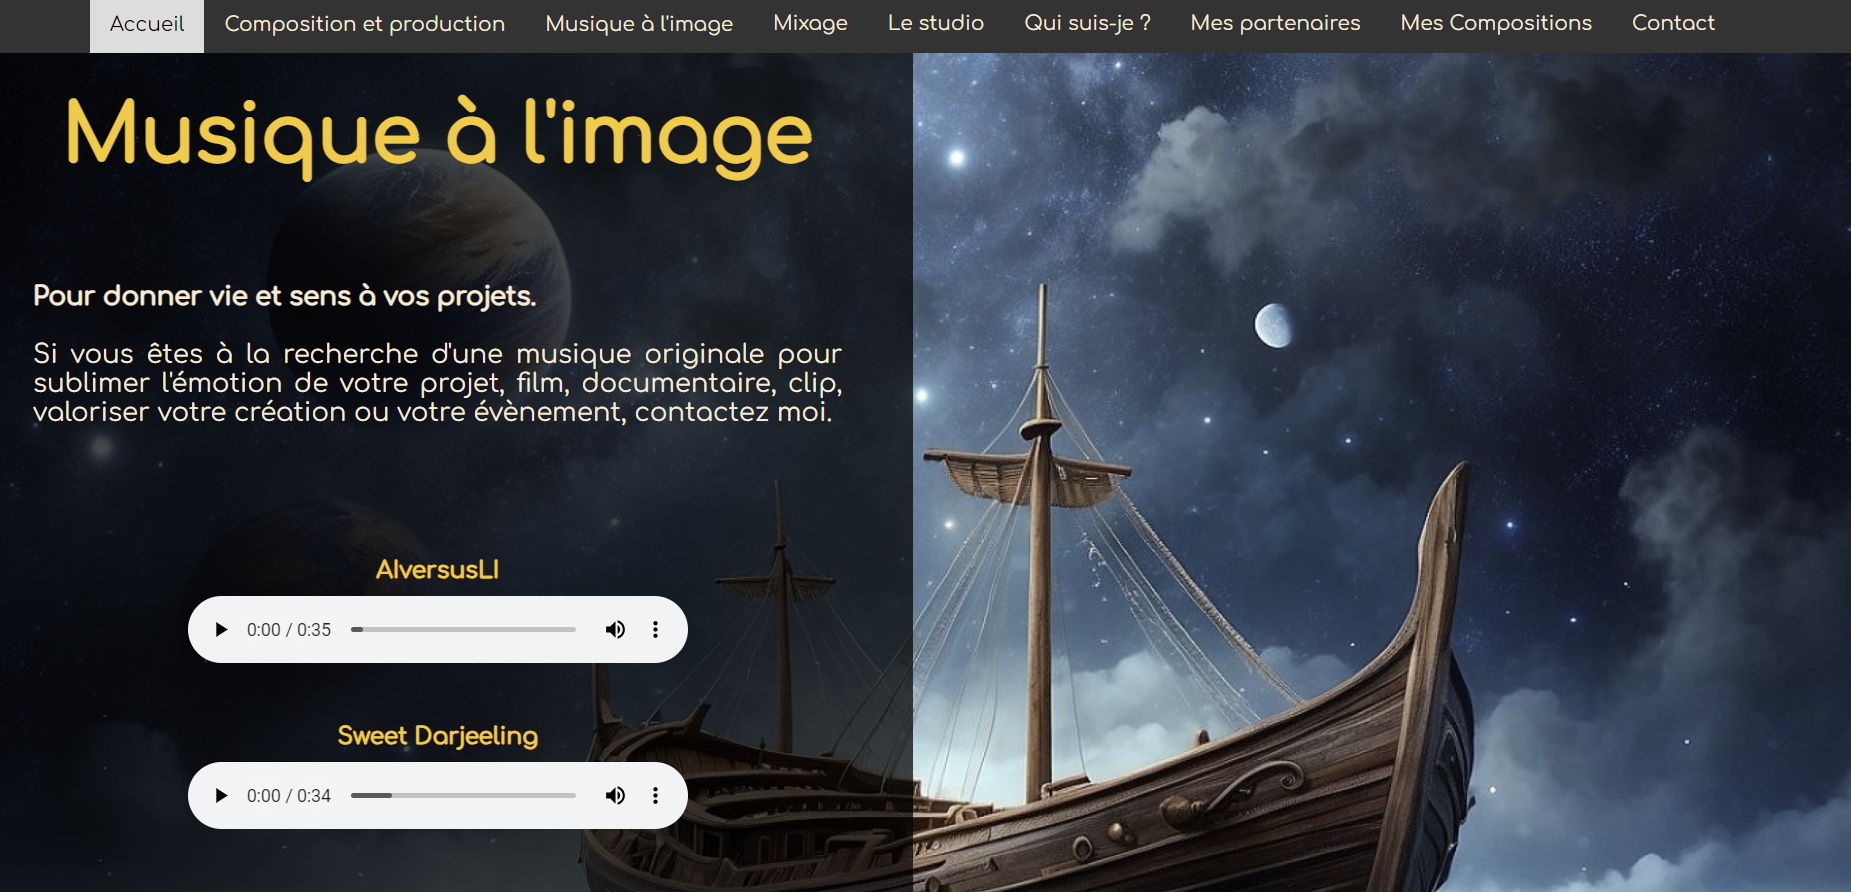 Accueil Composition et production Musique à l'image Mixage Le studio Qui suis-je ? Mes partenaires Mes Compositions Contact
Musique à l'image
Pour donner vie et sens à vos projets.
Si vous êtes à la recherche d'une musique originale pour
sublimer l'émotion de votre projet, film, documentaire, clip,
valoriser votre création ou votre évènement, contactez moi.
AIversusLI
0:00 / 0:35
Sweet Darjeeling
0:00 / 0:34